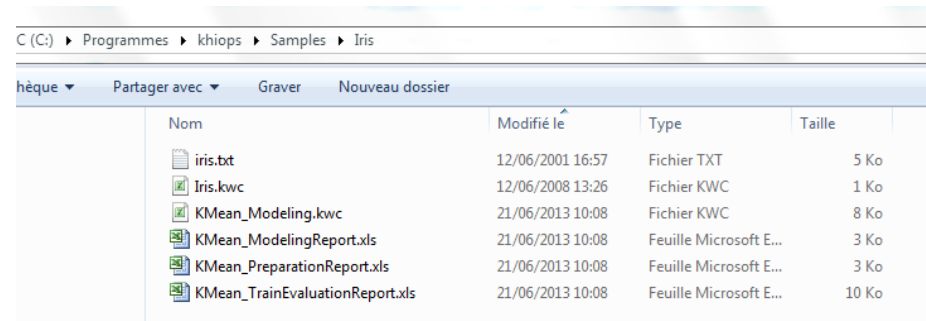 C (C:) ▸ Programmes ▸ khiops ▸ Samples ▸ Iris
hèque ▾ Partager avec ▾ Graver Nouveau dossier
Nom Modifié le Type Taille
iris.txt 12/06/2001 16:57 Fichier TXT 5 Ko
Iris.kwc 12/06/2008 13:26 Fichier KWC 1 Ko
KMean_Modeling.kwc 21/06/2013 10:08 Fichier KWC 8 Ko
KMean_ModelingReport.xls 21/06/2013 10:08 Feuille Microsoft E... 3 Ko
KMean_PreparationReport.xls 21/06/2013 10:08 Feuille Microsoft E... 3 Ko
KMean_TrainEvaluationReport.xls 21/06/2013 10:08 Feuille Microsoft E... 10 Ko